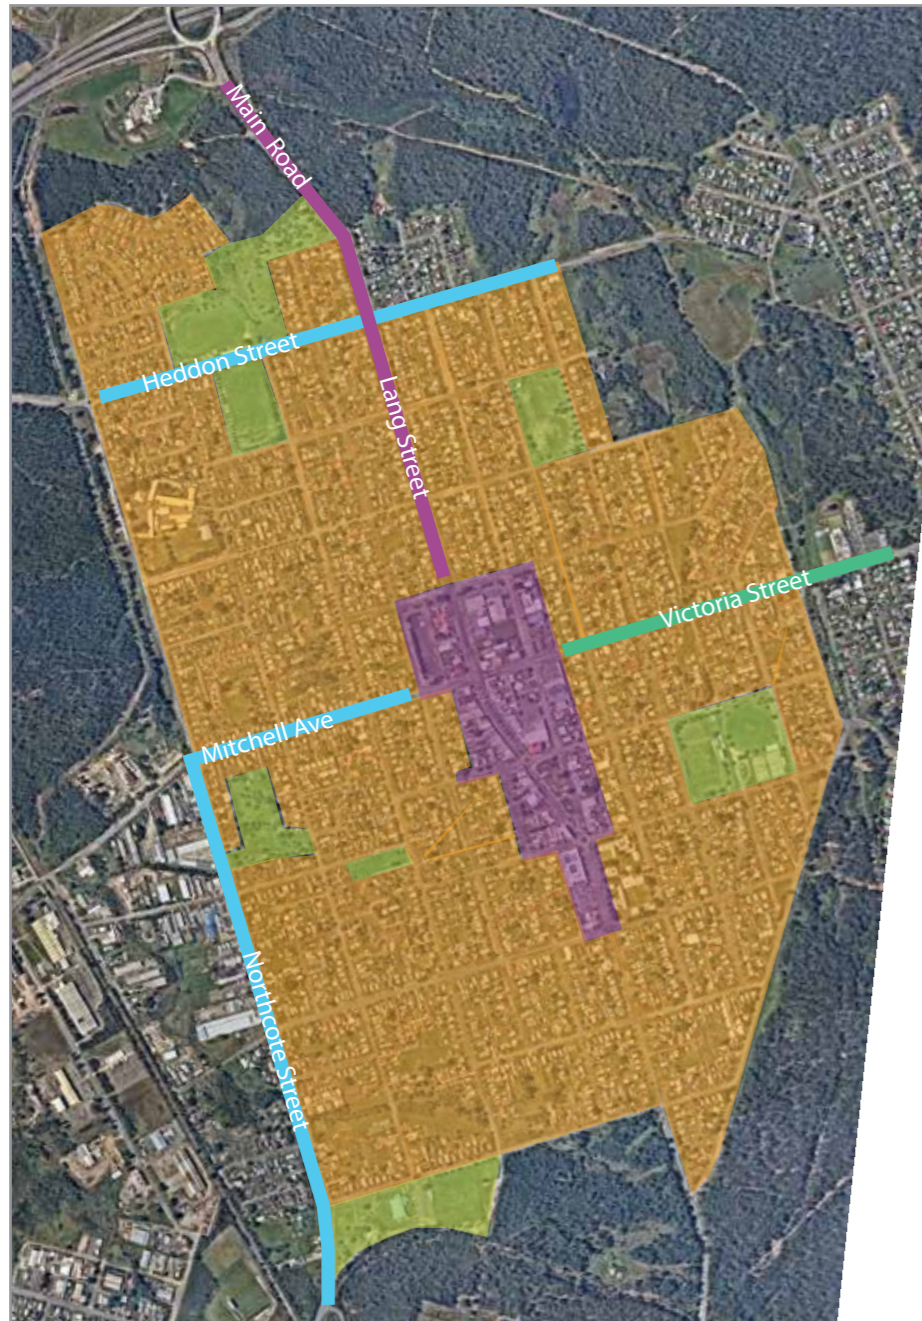 Main Road
Heddon Street
Lang Street
Victoria Street
Mitchell Ave
Northcote Street